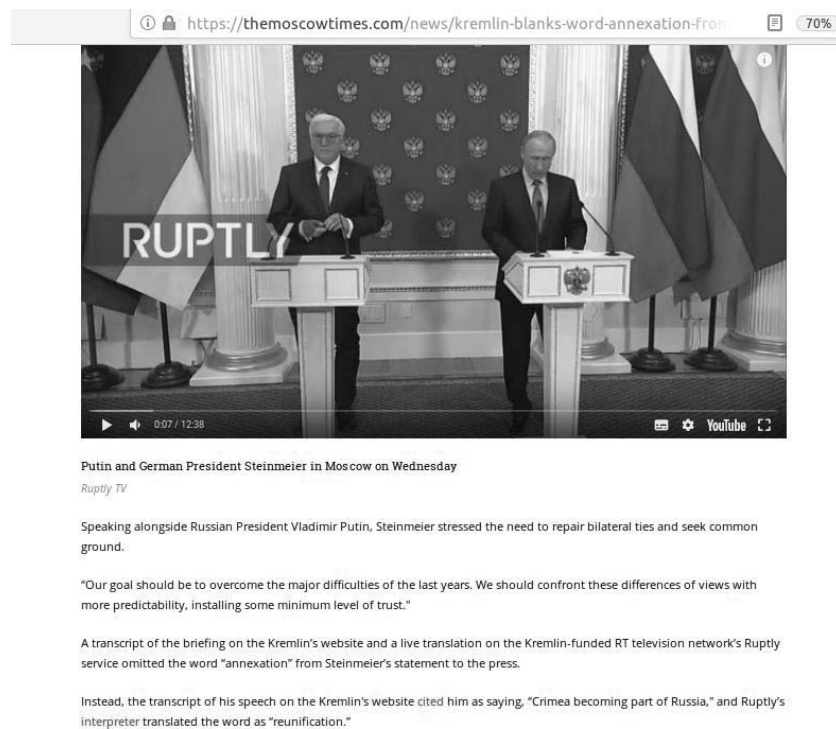 https://themoscowtimes.com/news/kremlin-blanks-word-annexation-from
70%
RUPTLY
0:07 / 12:38
YouTube
Putin and German President Steinmeier in Moscow on Wednesday
Ruptly TV
Speaking alongside Russian President Vladimir Putin, Steinmeier stressed the need to repair bilateral ties and seek common
ground.
“Our goal should be to overcome the major difficulties of the last years. We should confront these differences of views with
more predictability, installing some minimum level of trust."
A transcript of the briefing on the Kremlin’s website and a live translation on the Kremlin-funded RT television network’s Ruptly
service omitted the word “annexation” from Steinmeier’s statement to the press.
Instead, the transcript of his speech on the Kremlin's website cited him as saying, “Crimea becoming part of Russia," and Ruptly’s
interpreter translated the word as “reunification.”